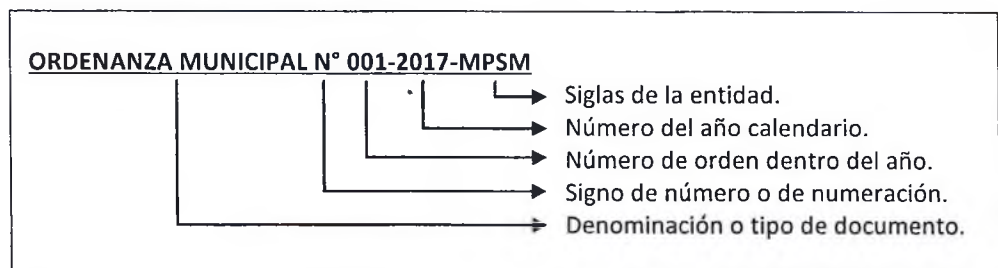 ORDENANZA MUNICIPAL N° 001-2017-MPSM
Siglas de la entidad.
Número del año calendario.
Número de orden dentro del año.
Signo de número o de numeración.
Denominación o tipo de documento.